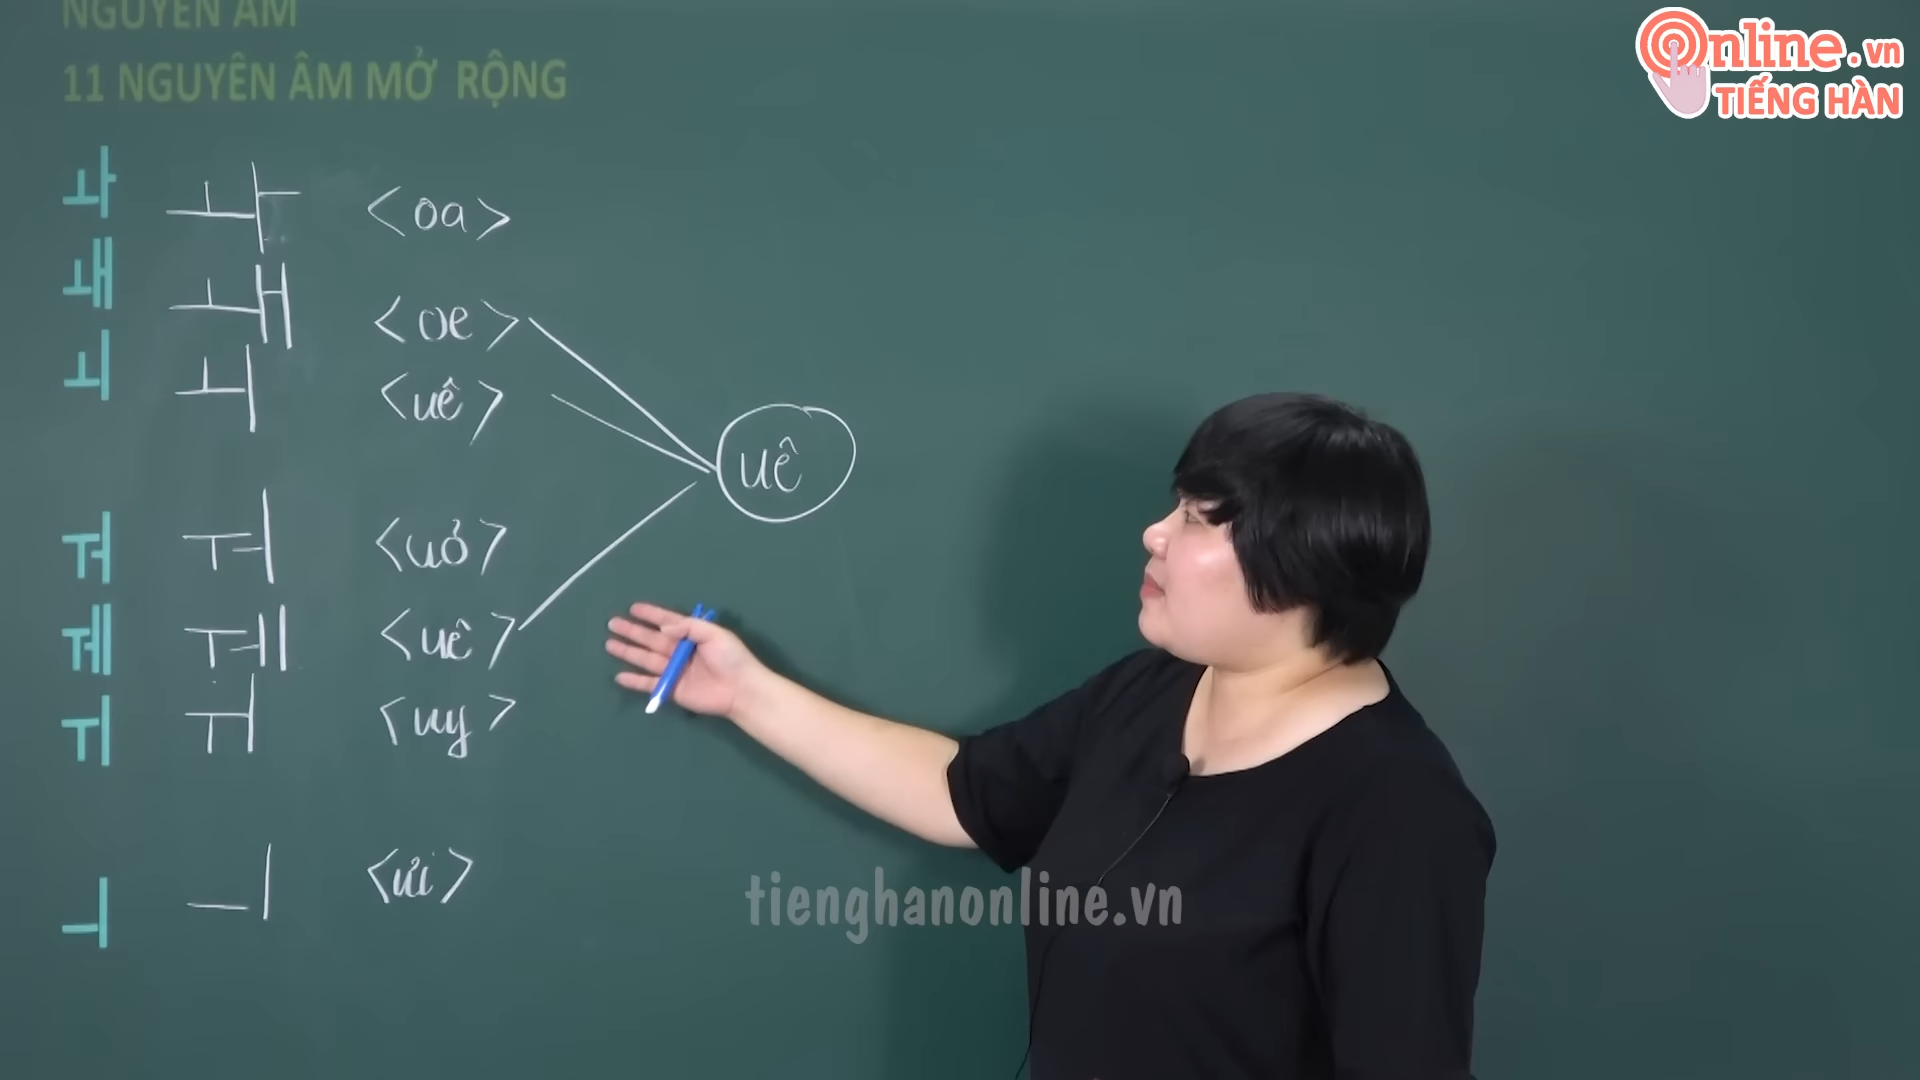 NGUYÊN ÂM
11 NGUYÊN ÂM MỞ RỘNG
ㅘ ㅘ <oa>
ㅙ ㅙ <oe>
ㅚ ㅚ <uê>
uê
ㅝ ㅝ <uơ>
ㅞ ㅞ <uê>
ㅟ ㅟ <uy>
ㅢ ㅢ <ưi>
Online.vn
TIẾNG HÀN
tienghanonline.vn